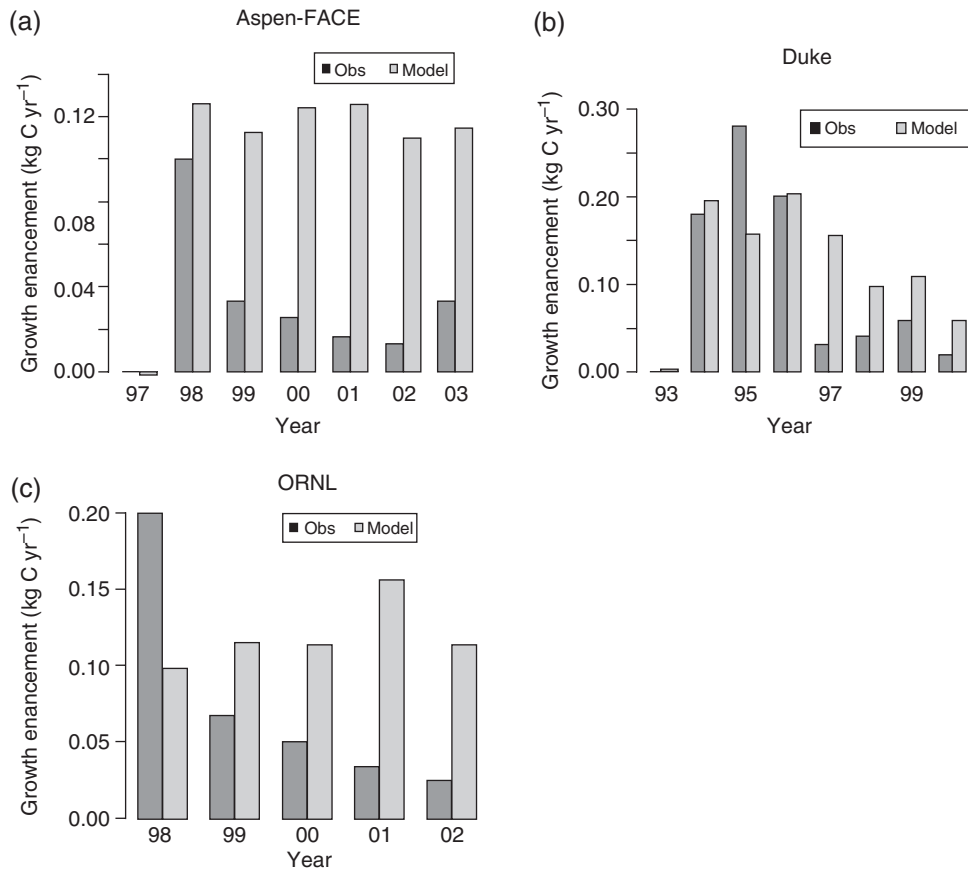 (a)
Aspen-FACE
Obs Model
Growth enancement (kg C yr−1)
0.12
0.08
0.04
0.00
97 98 99 00 01 02 03
Year
(b)
Duke
Obs Model
Growth enancement (kg C yr−1)
0.30
0.20
0.10
0.00
93 95 97 99
Year
(c)
ORNL
Obs Model
Growth enancement (kg C yr−1)
0.20
0.15
0.10
0.05
0.00
98 99 00 01 02
Year